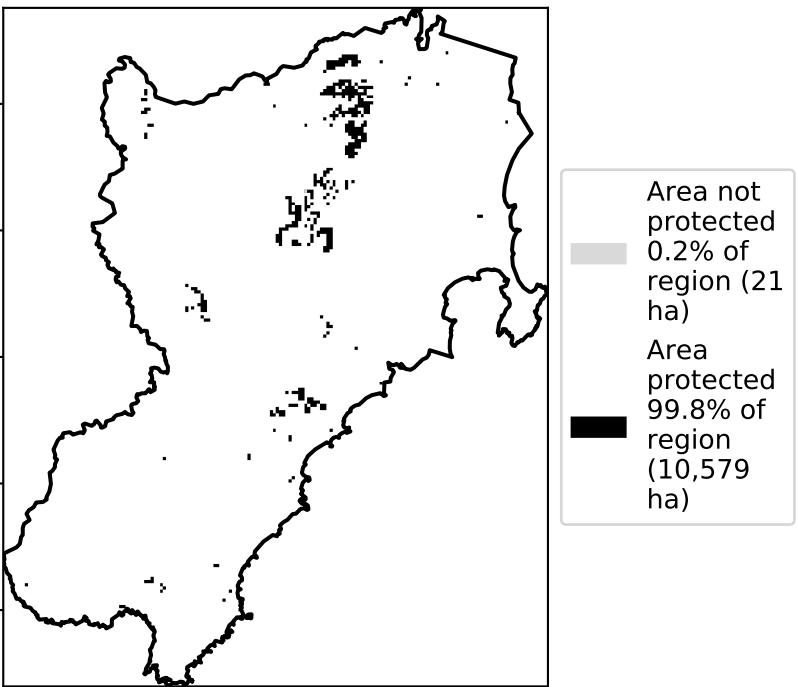 Area not
protected
0.2% of
region (21
ha)
Area
protected
99.8% of
region
(10,579
ha)